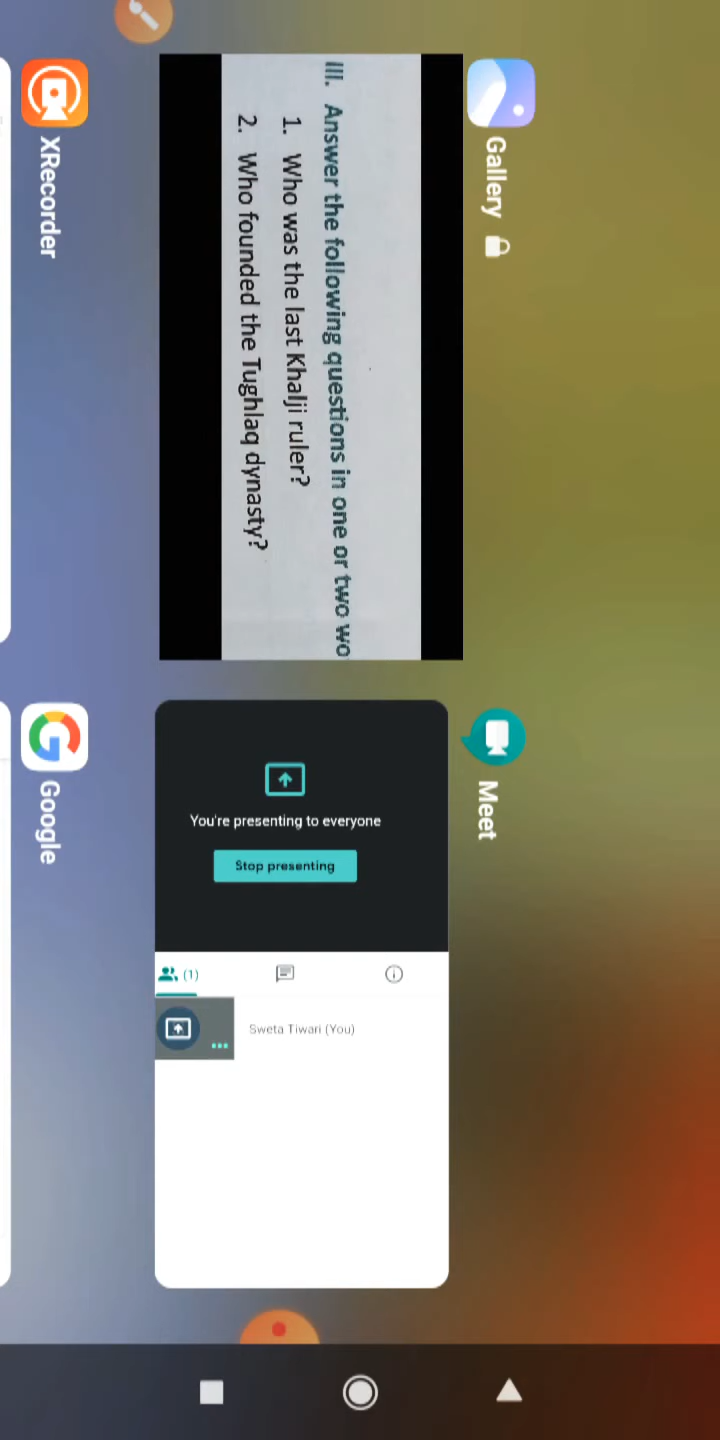 Gallery
III. Answer the following questions in one or two wo
1. Who was the last Khalji ruler?
2. Who founded the Tughlaq dynasty?
XRecorder
Meet
You're presenting to everyone
Stop presenting
(1)
Sweta Tiwari (You)
Google